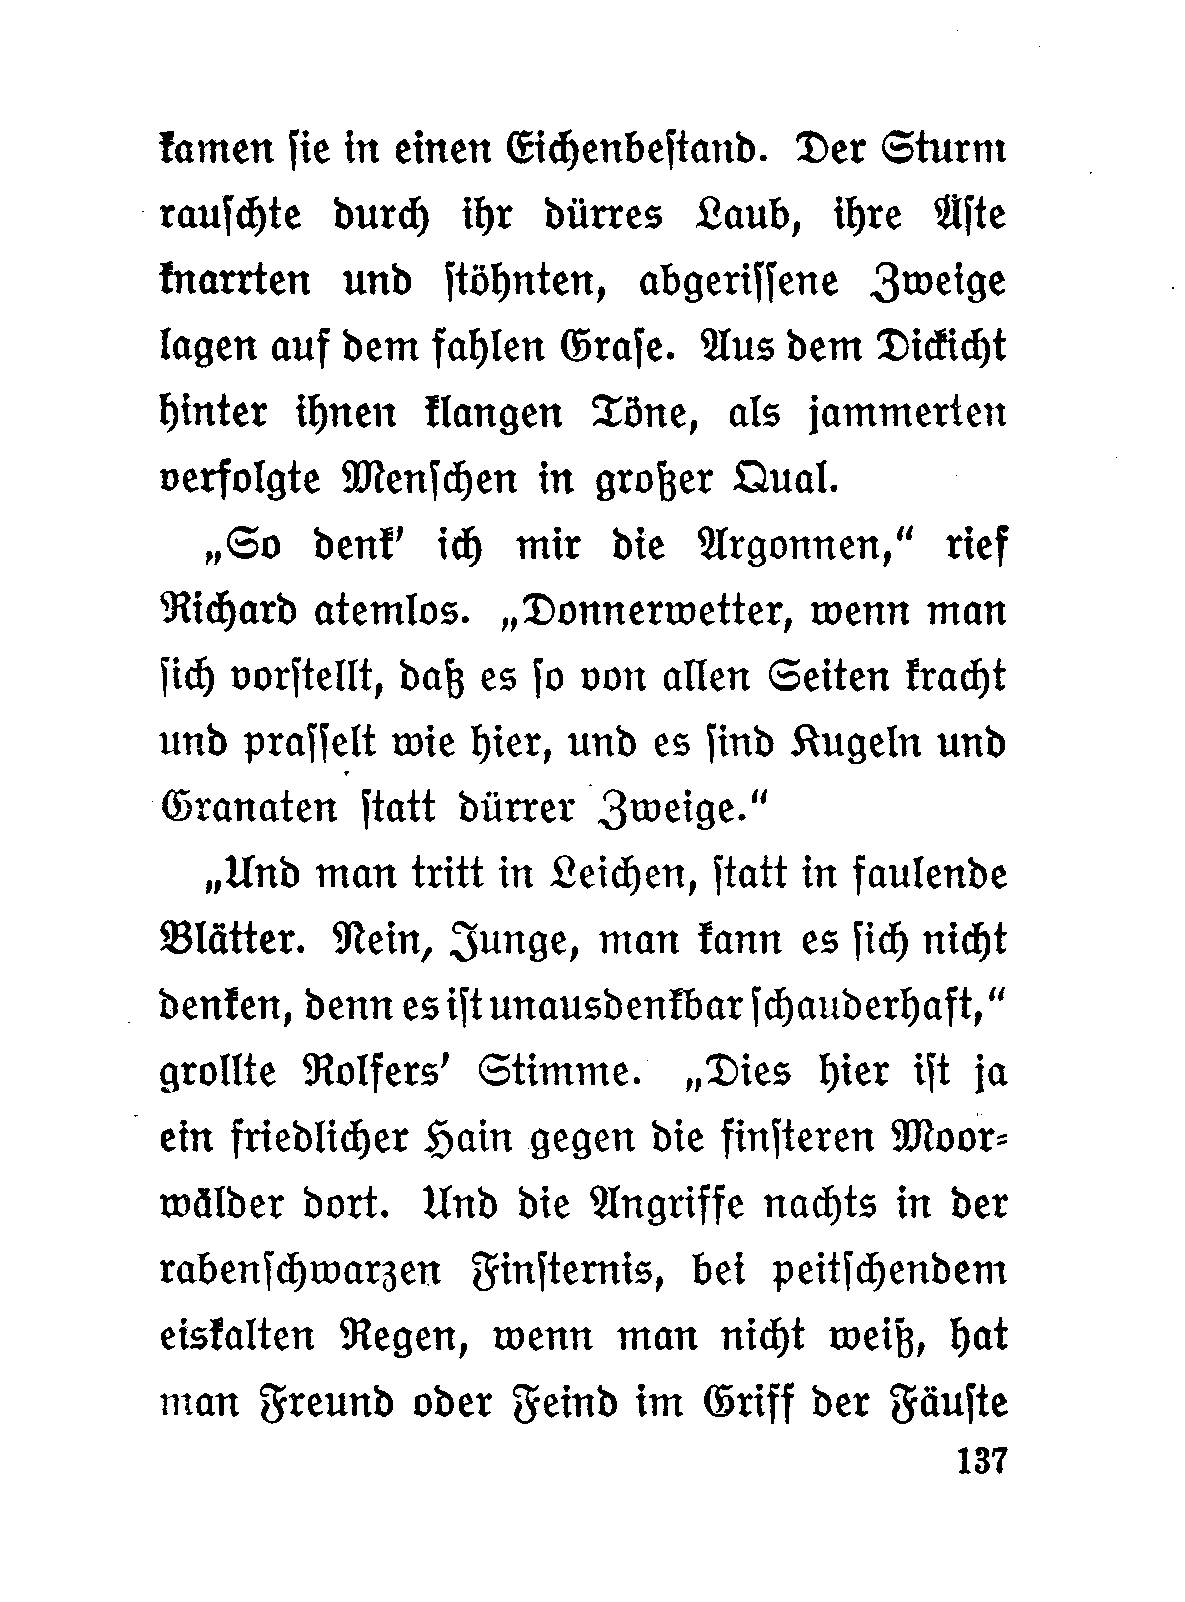 kamen ſie in einen Eichenbeſtand. Der Sturm
rauſchte durch ihr dürres Laub, ihre Äſte
knarrten und ſtöhnten, abgeriſſene Zweige
lagen auf dem fahlen Graſe. Aus dem Dickicht
hinter ihnen klangen Töne, als jammerten
verfolgte Menſchen in großer Qual.
„So denk' ich mir die Argonnen,“ rief
Richard atemlos. „Donnerwetter, wenn man
ſich vorſtellt, daß es ſo von allen Seiten kracht
und praſſelt wie hier, und es ſind Kugeln und
Granaten ſtatt dürrer Zweige.“
„Und man tritt in Leichen, ſtatt in faulende
Blätter. Nein, Junge, man kann es ſich nicht
denken, denn es iſt unausdenkbar ſchauderhaft,“
grollte Rolfers' Stimme. „Dies hier iſt ja
ein friedlicher Hain gegen die finſteren Moor⸗
wälder dort. Und die Angriffe nachts in der
rabenſchwarzen Finſternis, bei peitſchendem
eiskalten Regen, wenn man nicht weiß, hat
man Freund oder Feind im Griff der Fäuſte
137